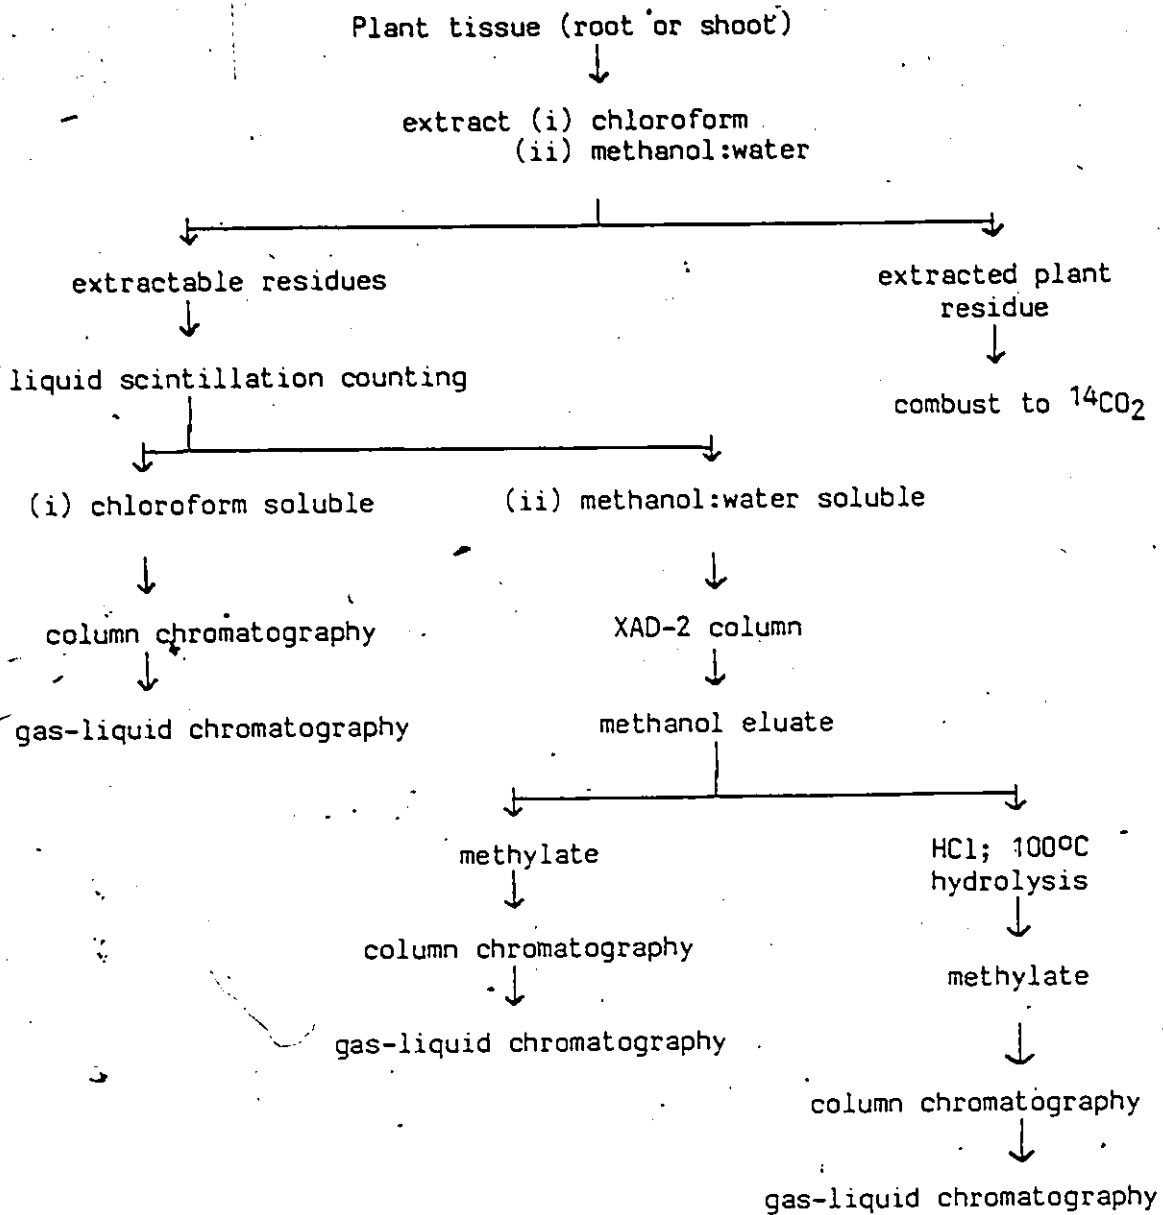 Plant tissue (root or shoot)
extract (i) chloroform
(ii) methanol:water
extractable residues
extracted plant
residue
liquid scintillation counting
combust to ¹⁴CO₂
(i) chloroform soluble
(ii) methanol:water soluble
column chromatography
XAD-2 column
gas-liquid chromatography
methanol eluate
methylate
HCl; 100ºC
hydrolysis
column chromatography
methylate
gas-liquid chromatography
column chromatography
gas-liquid chromatography